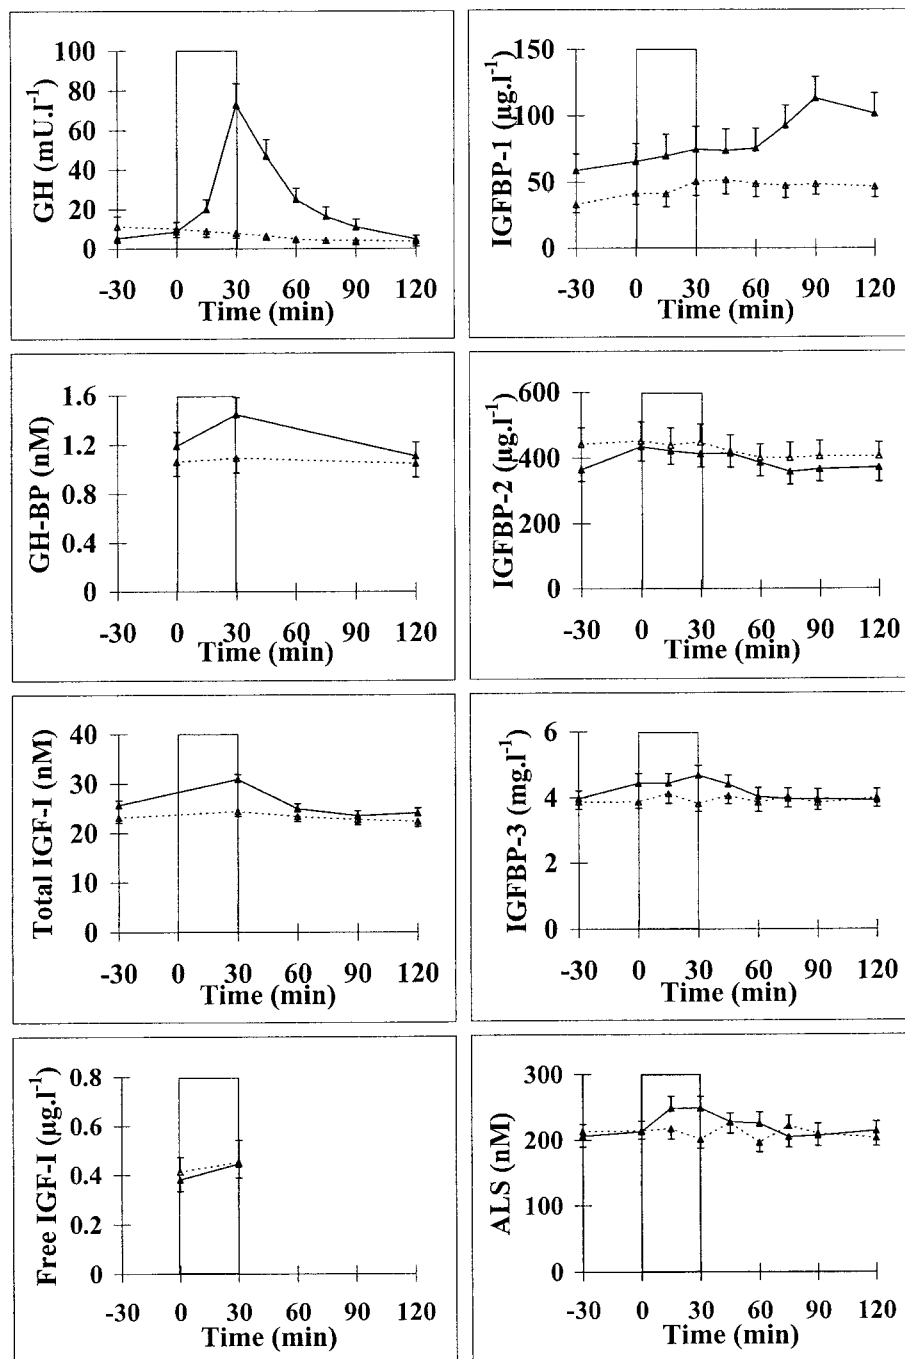 GH (mU.l-1)
100
80
60
40
20
0
-30 0 30 60 90 120
Time (min)
IGFBP-1 (µg.l-1)
150
100
50
0
-30 0 30 60 90 120
Time (min)
GH-BP (nM)
1.6
1.2
0.8
0.4
0
-30 0 30 60 90 120
Time (min)
IGFBP-2 (µg.l-1)
600
400
200
0
-30 0 30 60 90 120
Time (min)
Total IGF-I (nM)
40
30
20
10
0
-30 0 30 60 90 120
Time (min)
IGFBP-3 (mg.l-1)
6
4
2
0
-30 0 30 60 90 120
Time (min)
Free IGF-I (µg.l-1)
0.8
0.6
0.4
0.2
0
-30 0 30 60 90 120
Time (min)
ALS (nM)
300
200
100
0
-30 0 30 60 90 120
Time (min)